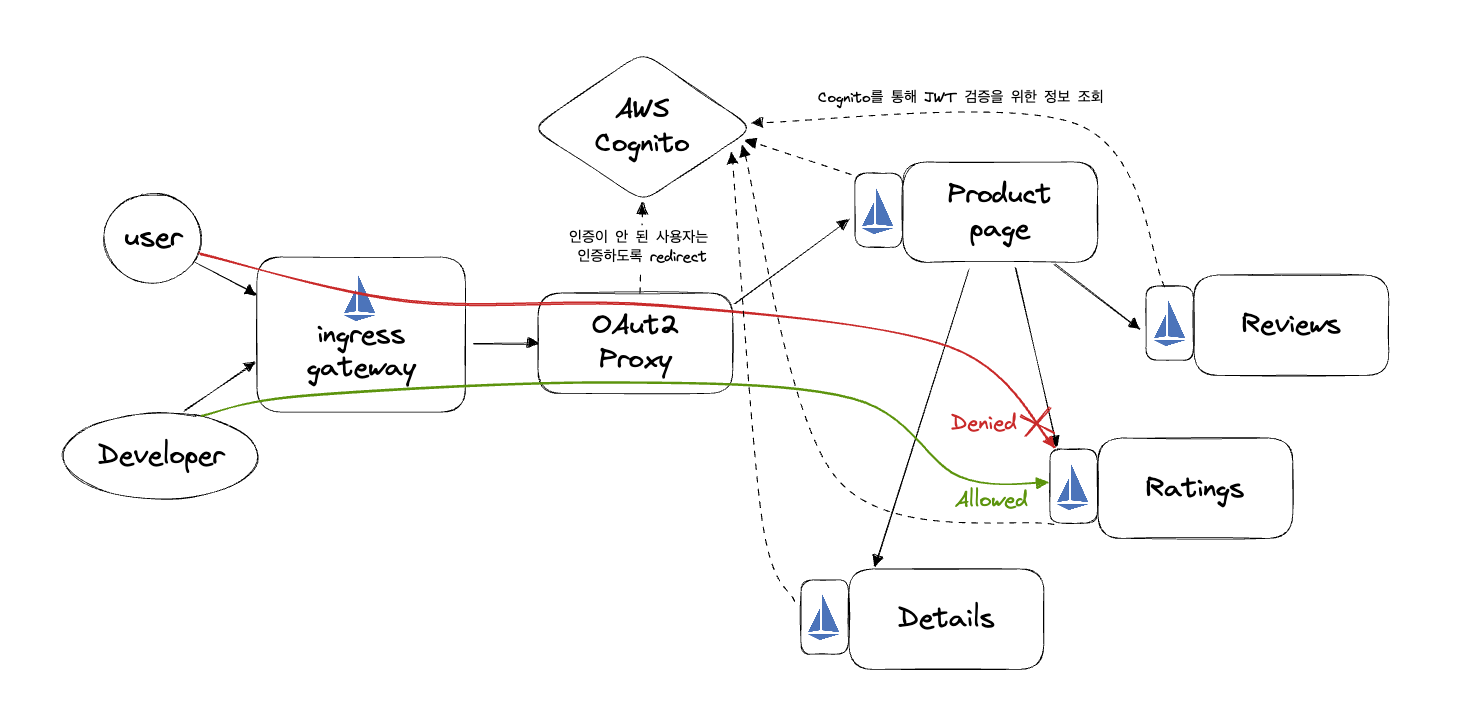 AWS
Cognito
Cognito를 통해 JWT 검증을 위한 정보 조회
Product
page
user
인증이 안 된 사용자는
인증하도록 redirect
ingress
gateway
OAut2
Proxy
Reviews
Denied
Developer
Allowed
Ratings
Details